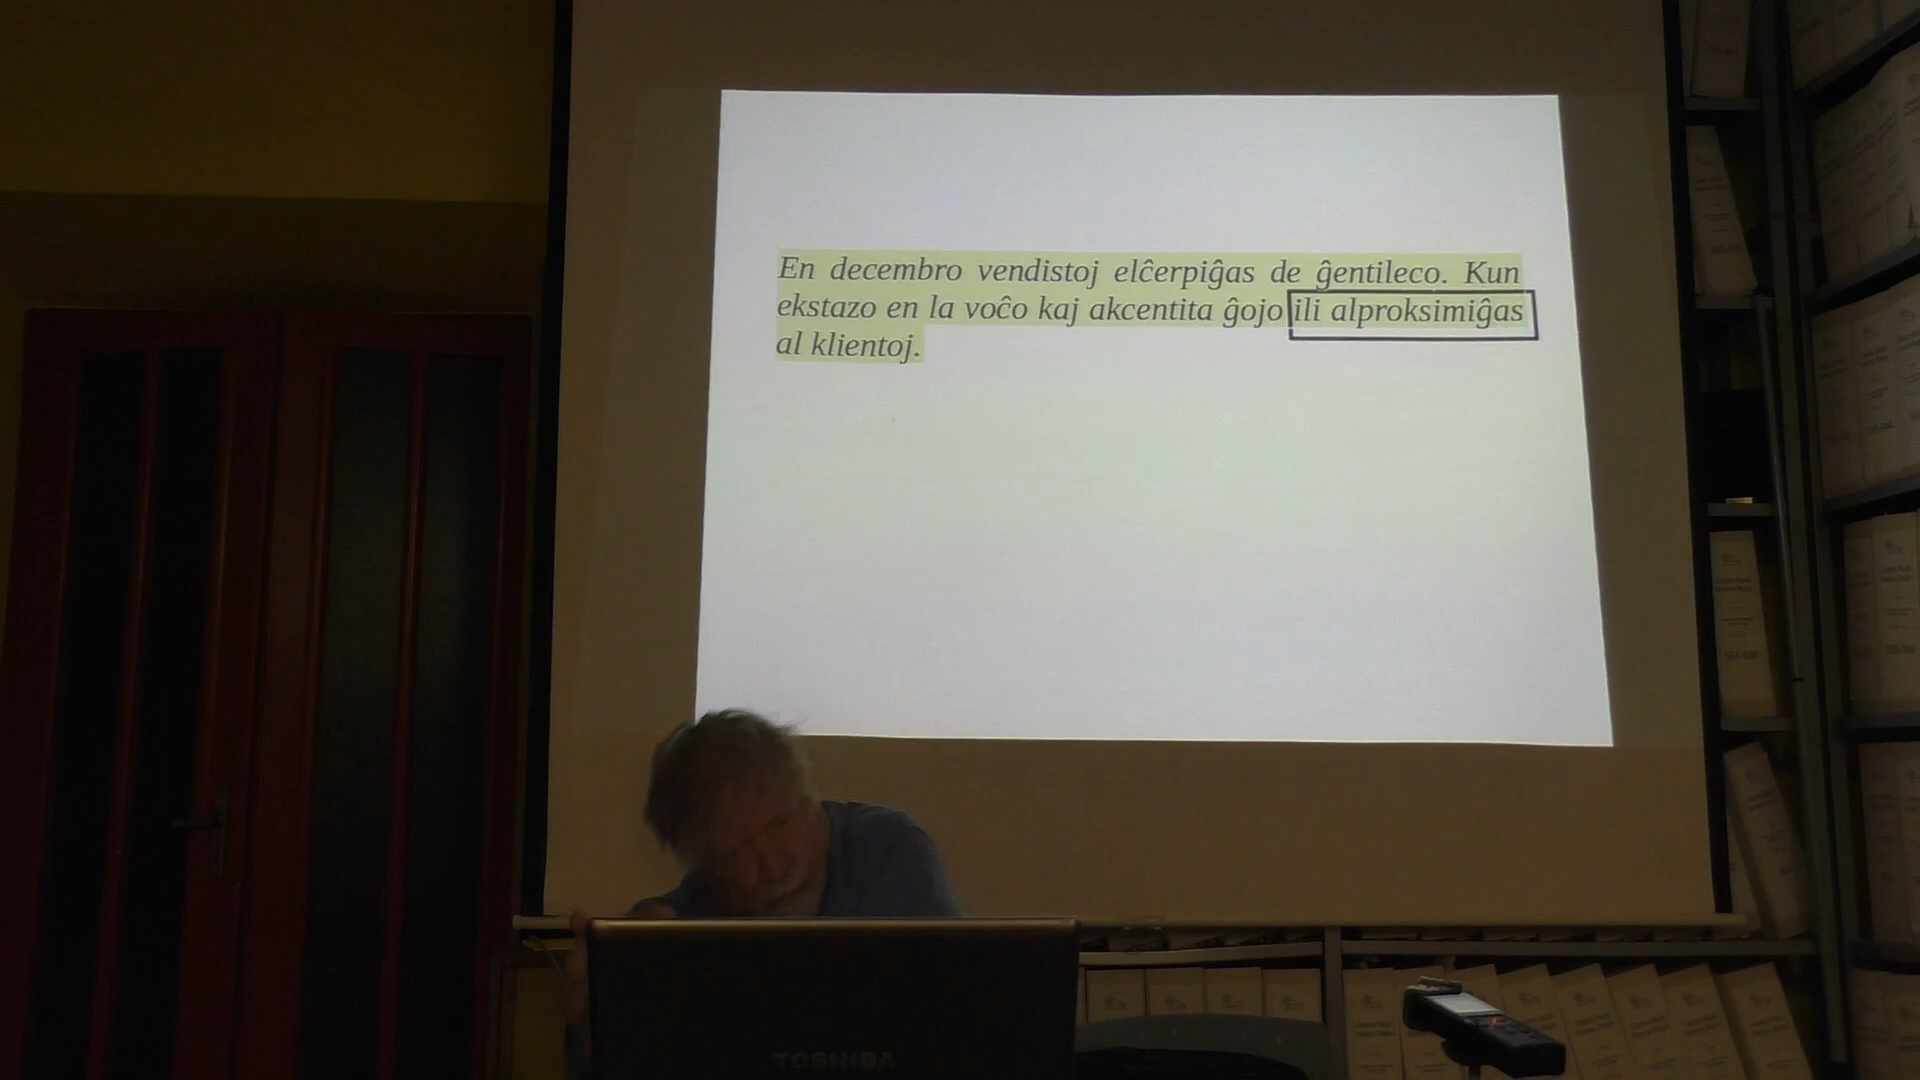 En decembro vendistoj elĉerpiĝas de ĝentileco. Kun
ekstazo en la voĉo kaj akcentita ĝojo ili alproksimiĝas
al klientoj.
TOSHIBA